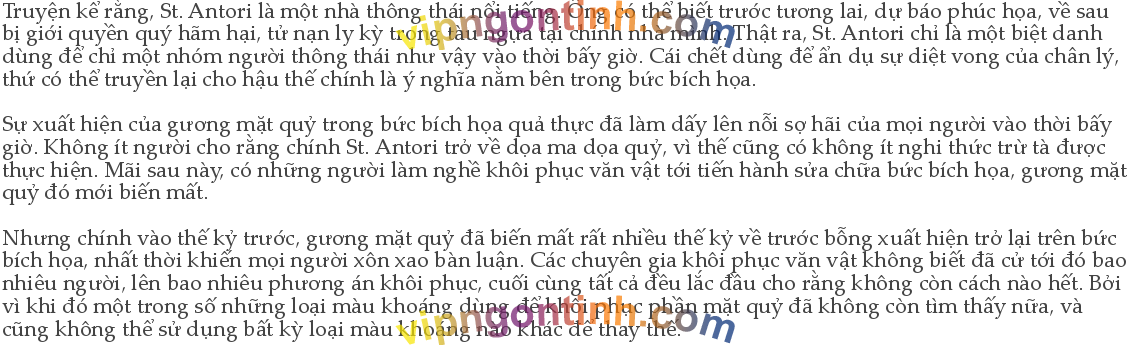 Truyện kể rằng, St. Antori là một nhà thông thái nổi tiếng. Ông có thể biết trước tương lai, dự báo phúc họa, về sau
bị giới quyền quý hãm hại, tử nạn ly kỳ trong tàu ngựa tại chính nhà mình. Thật ra, St. Antori chỉ là một biệt danh
dùng để chỉ một nhóm người thông thái như vậy vào thời bấy giờ. Cái chết dùng để ẩn dụ sự diệt vong của chân lý,
thứ có thể truyền lại cho hậu thế chính là ý nghĩa nằm bên trong bức bích họa.
Sự xuất hiện của gương mặt quỷ trong bức bích họa quả thực đã làm dấy lên nỗi sợ hãi của mọi người vào thời bấy
giờ. Không ít người cho rằng chính St. Antori trở về dọa ma dọa quỷ, vì thế cũng có không ít nghi thức trừ tà được
thực hiện. Mãi sau này, có những người làm nghề khôi phục văn vật tới tiến hành sửa chữa bức bích họa, gương mặt
quỷ đó mới biến mất.
Nhưng chính vào thế kỷ trước, gương mặt quỷ đã biến mất rất nhiều thế kỷ về trước bỗng xuất hiện trở lại trên bức
bích họa, nhất thời khiến mọi người xôn xao bàn luận. Các chuyên gia khôi phục văn vật không biết đã cử tới đó bao
nhiêu người, lên bao nhiêu phương án khôi phục, cuối cùng tất cả đều lắc đầu cho rằng không còn cách nào hết. Bởi
vì khi đó một trong số những loại màu khoáng dùng để khôi phục phần mặt quỷ đã không còn tìm thấy nữa, và
cũng không thể sử dụng bất kỳ loại màu khoáng nào khác để thay thế.
vipngontinh.com
vipngontinh.com